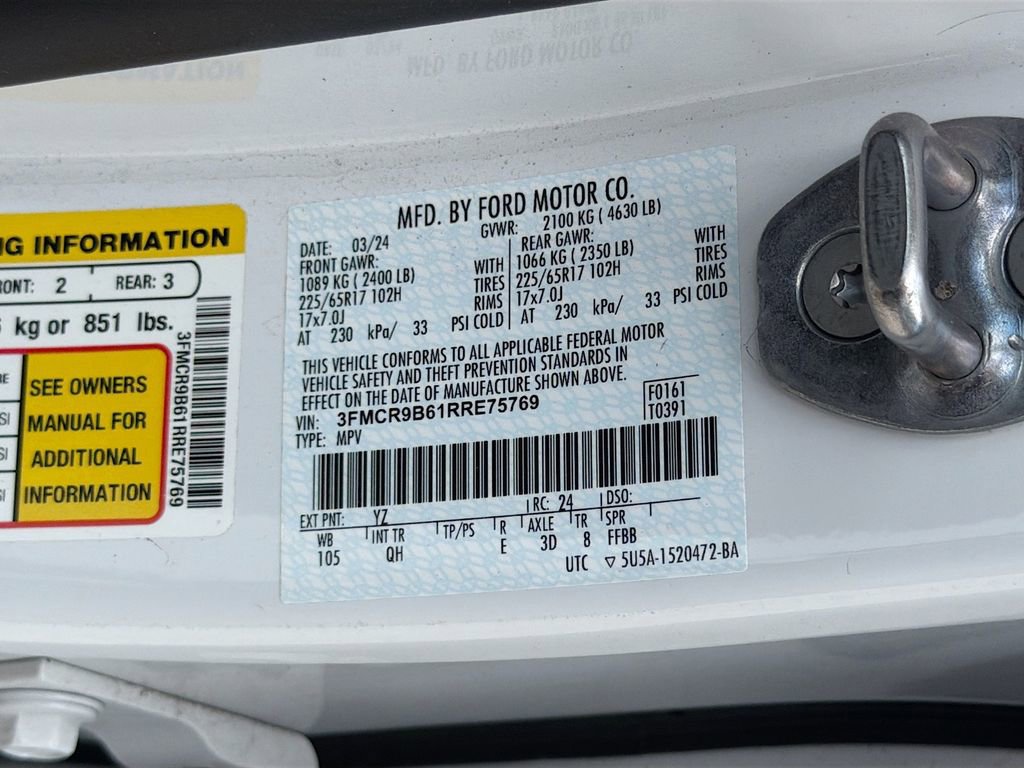 MFD. BY FORD MOTOR CO.
NG INFORMATION
RONT: 2 REAR: 3
kg or 851 lbs.
SEE OWNERS
MANUAL FOR
ADDITIONAL
INFORMATION
3FMCR9B61RRE75769
MFD. BY FORD MOTOR CO.
DATE: 03/24 GVWR: 2100 KG ( 4630 LB)
FRONT GAWR: REAR GAWR:
1089 KG ( 2400 LB) WITH 1066 KG ( 2350 LB) WITH
225/65R17 102H TIRES 225/65R17 102H TIRES
17x7.0J RIMS 17x7.0J RIMS
AT 230 kPa/ 33 PSI COLD AT 230 kPa/ 33 PSI COLD
THIS VEHICLE CONFORMS TO ALL APPLICABLE FEDERAL MOTOR
VEHICLE SAFETY AND THEFT PREVENTION STANDARDS IN
EFFECT ON THE DATE OF MANUFACTURE SHOWN ABOVE.
VIN: 3FMCR9B61RRE75769 F0161
TYPE: MPV T0391
EXT PNT: YZ RC: 24 DSO:
WB INT TR TP/PS R AXLE TR SPR
105 QH E 3D 8 FFBB
UTC ▽ 5U5A-1520472-BA